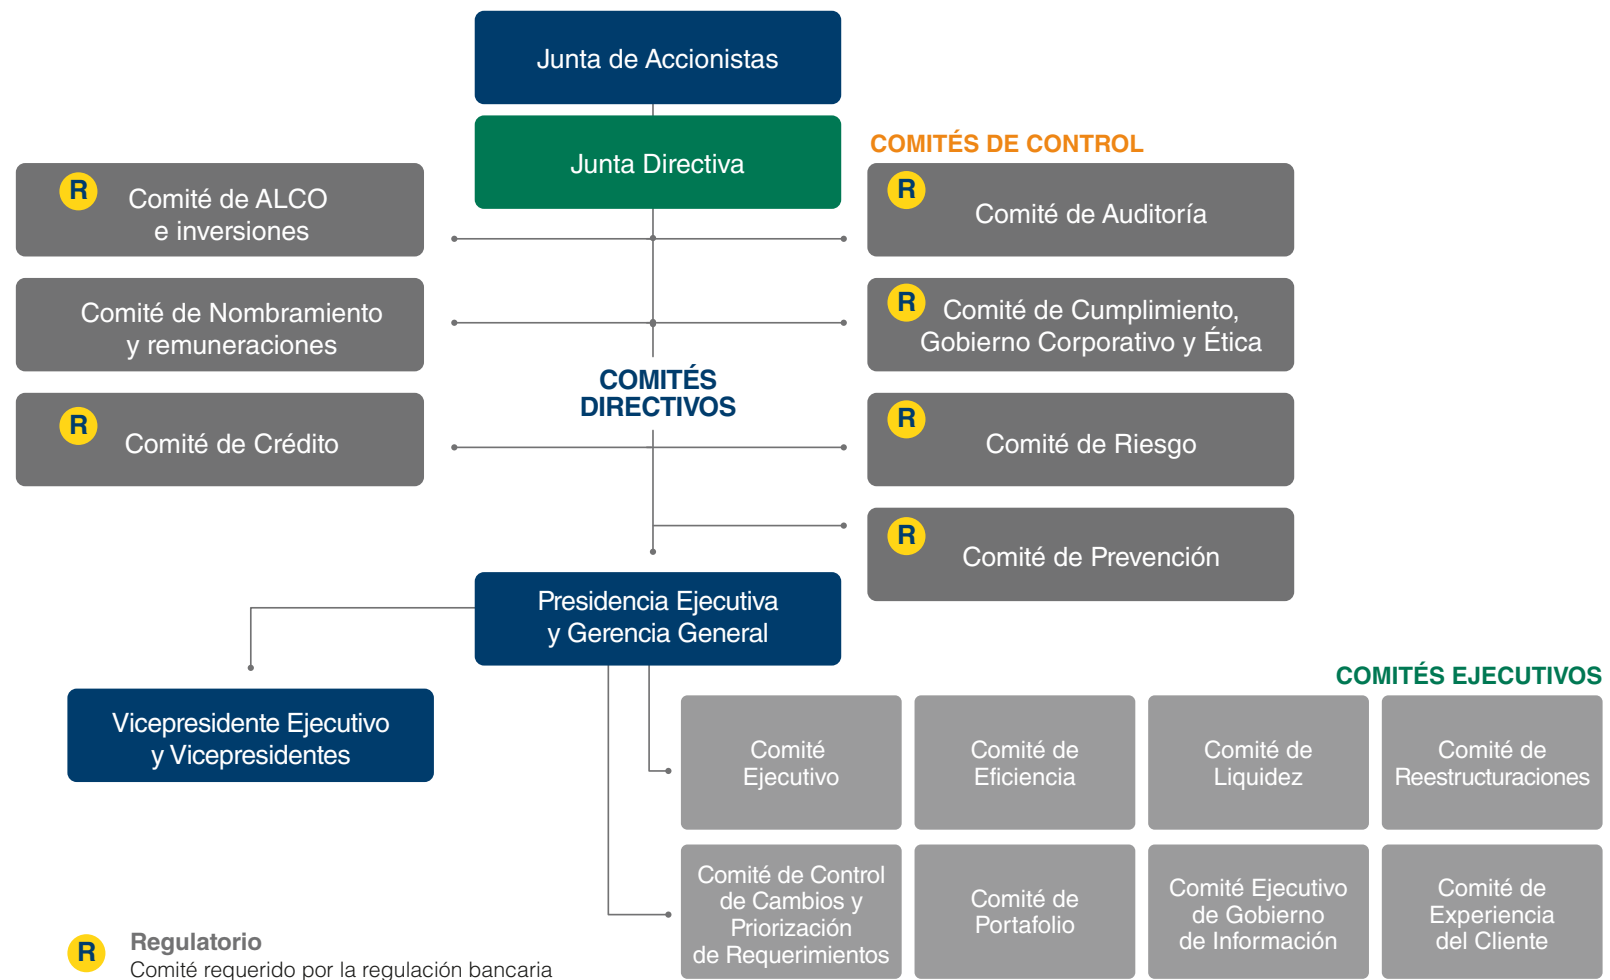 Junta de Accionistas
Junta Directiva
COMITÉS DE CONTROL
R
Comité de ALCO
e inversiones
R
Comité de Auditoría
Comité de Nombramiento
y remuneraciones
R
Comité de Cumplimiento,
Gobierno Corporativo y Ética
COMITÉS
DIRECTIVOS
R
Comité de Crédito
R
Comité de Riesgo
R
Comité de Prevención
Presidencia Ejecutiva
y Gerencia General
Vicepresidente Ejecutivo
y Vicepresidentes
COMITÉS EJECUTIVOS
Comité
Ejecutivo
Comité de
Eficiencia
Comité de
Liquidez
Comité de
Reestructuraciones
Comité de Control
de Cambios y
Priorización
de Requerimientos
Comité de
Portafolio
Comité Ejecutivo
de Gobierno
de Información
Comité de
Experiencia
del Cliente
R
Regulatorio
Comité requerido por la regulación bancaria